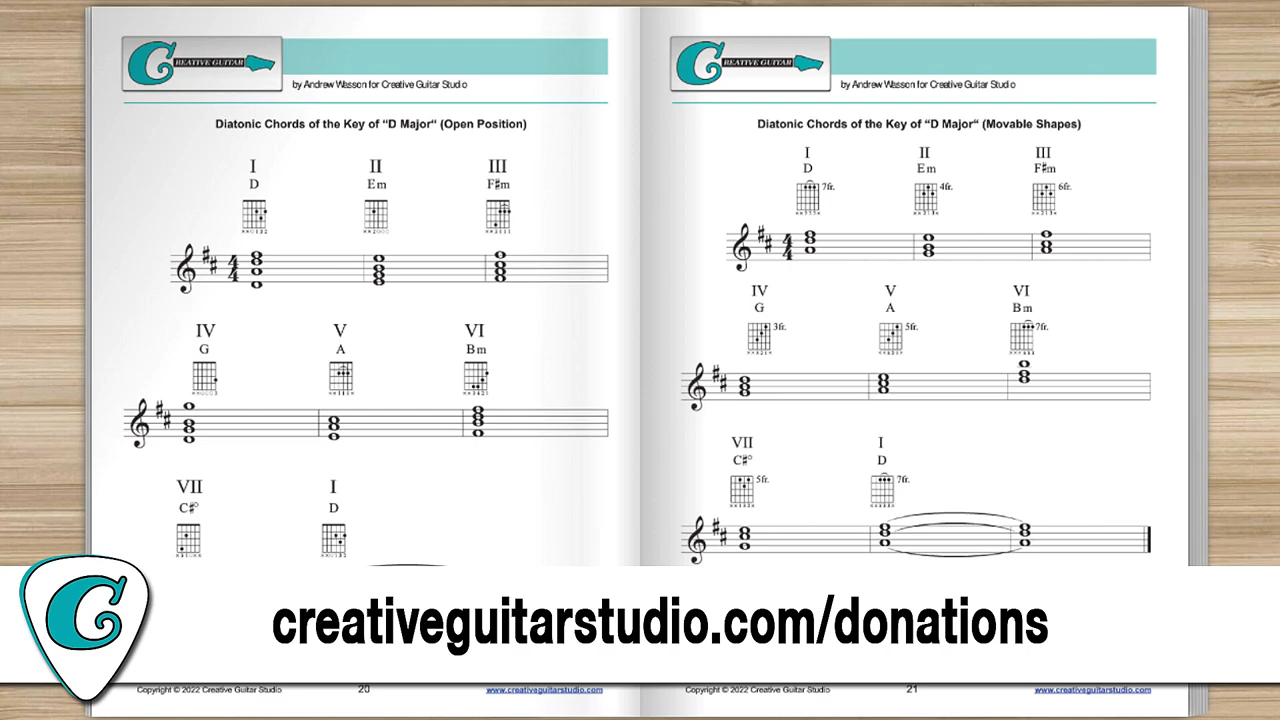 CREATIVE GUITAR
by Andrew Wasson for Creative Guitar Studio
Diatonic Chords of the Key of “D Major“ (Open Position)
I II III
D Em F♯m
IV V VI
G A Bm
VII I
C♯° D
Copyright © 2022 Creative Guitar Studio 20 www.creativeguitarstudio.com
CREATIVE GUITAR
by Andrew Wasson for Creative Guitar Studio
Diatonic Chords of the Key of “D Major“ (Movable Shapes)
I II III
D Em F♯m
7fr. 4fr. 6fr.
IV V VI
G A Bm
3fr. 5fr. 7fr.
VII I
C♯° D
5fr. 7fr.
Copyright © 2022 Creative Guitar Studio 21 www.creativeguitarstudio.com
C
creativeguitarstudio.com/donations